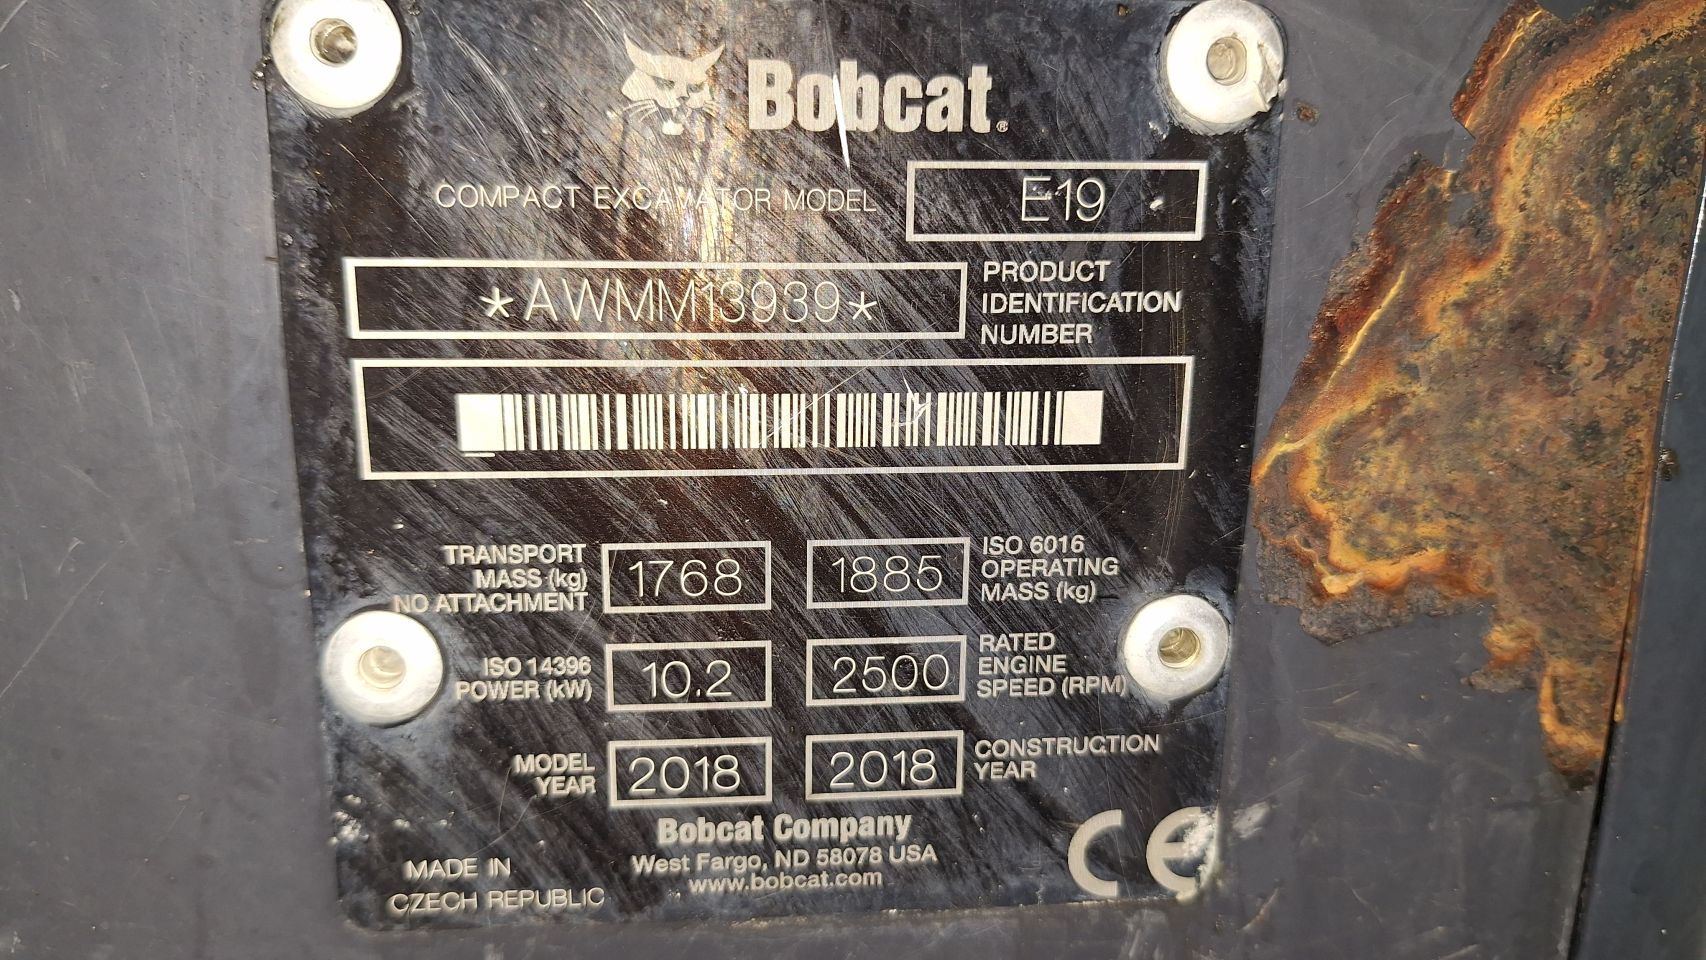 Bobcat®
COMPACT EXCAVATOR MODEL E19
*AWMM13939*
PRODUCT
IDENTIFICATION
NUMBER
TRANSPORT
MASS (kg)
NO ATTACHMENT
1768
1885
ISO 6016
OPERATING
MASS (kg)
ISO 14396
POWER (kW)
10.2
2500
RATED
ENGINE
SPEED (RPM)
MODEL
YEAR
2018
2018
CONSTRUCTION
YEAR
Bobcat Company
West Fargo, ND 58078 USA
www.bobcat.com
MADE IN
CZECH REPUBLIC
CE